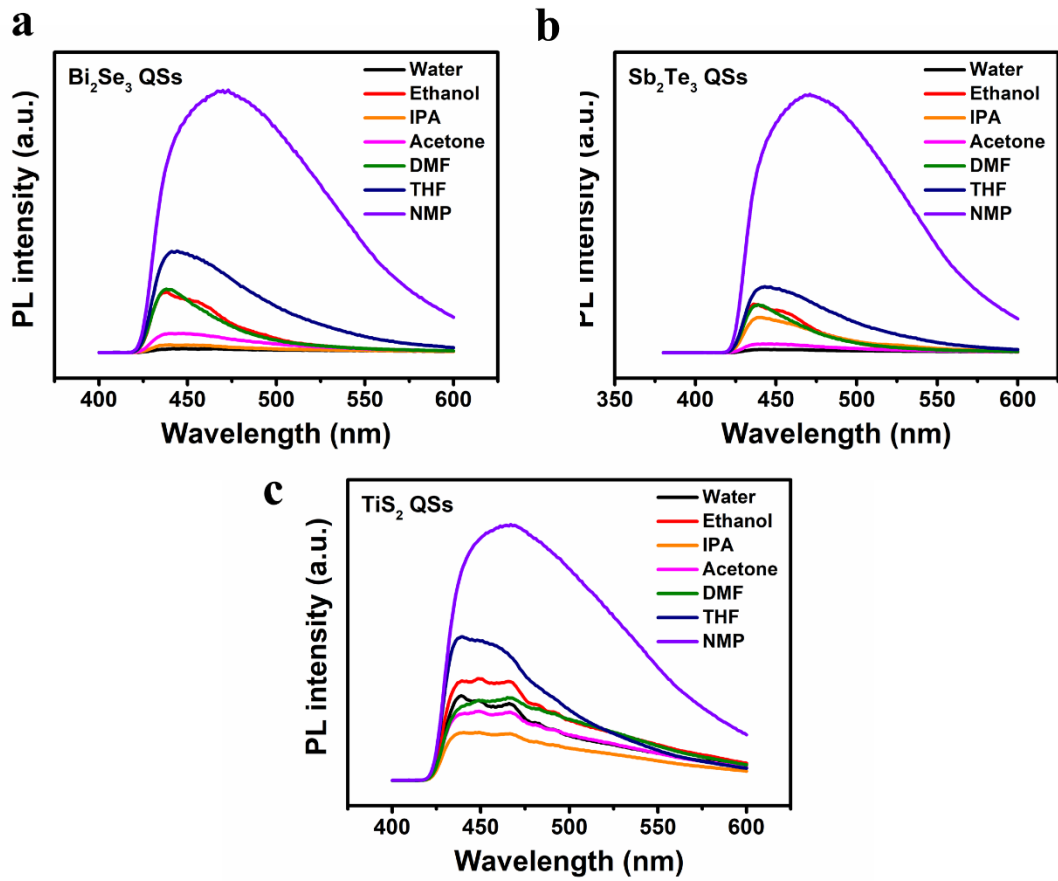 a
Bi₂Se₃ QSs
Water
Ethanol
IPA
Acetone
DMF
THF
NMP
PL intensity (a.u.)
400 450 500 550 600
Wavelength (nm)
b
Sb₂Te₃ QSs
Water
Ethanol
IPA
Acetone
DMF
THF
NMP
PL intensity (a.u.)
350 400 450 500 550 600
Wavelength (nm)
c
TiS₂ QSs
Water
Ethanol
IPA
Acetone
DMF
THF
NMP
PL intensity (a.u.)
400 450 500 550 600
Wavelength (nm)